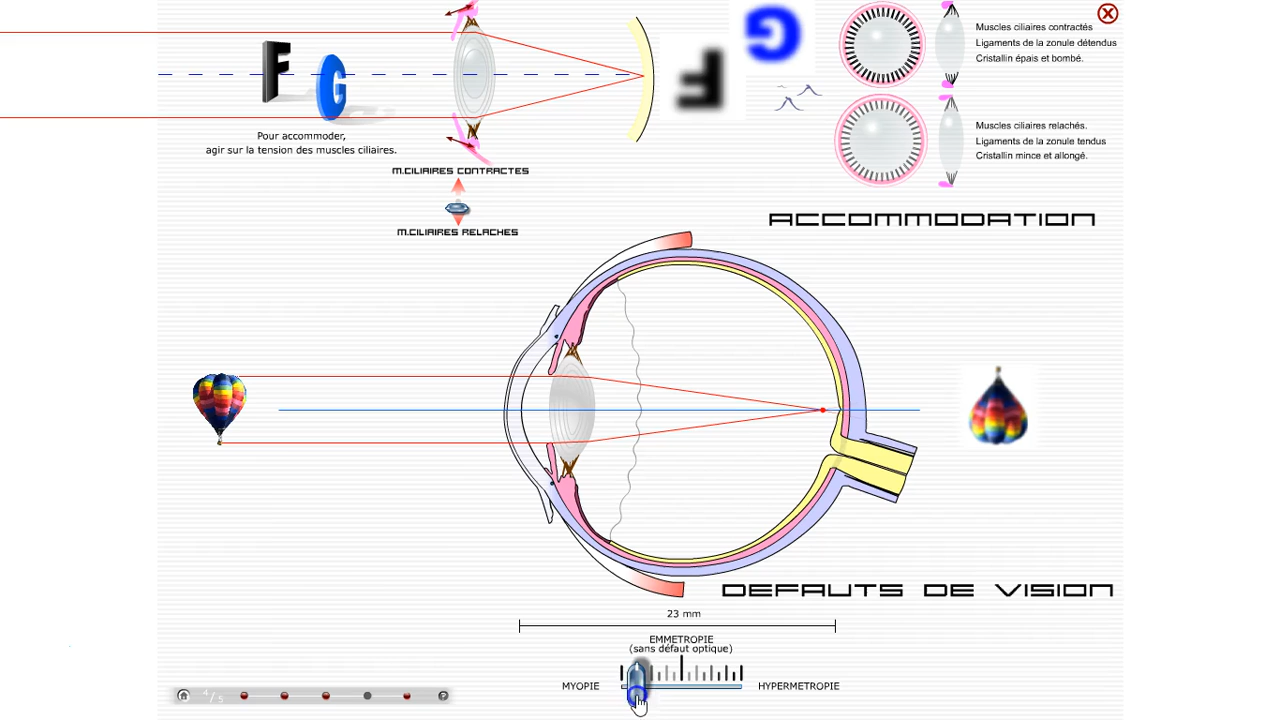 F
G
F
G
Pour accommoder,
agir sur la tension des muscles ciliaires.
M.CILIAIRES CONTRACTES
M.CILIAIRES RELACHES
Muscles ciliaires contractés
Ligaments de la zonule détendus
Cristallin épais et bombé.
Muscles ciliaires relachés.
Ligaments de la zonule tendus
Cristallin mince et allongé.
ACCOMMODATION
DEFAUTS DE VISION
23 mm
EMMETROPIE
(sans défaut optique)
MYOPIE
HYPERMETROPIE
4/5
?